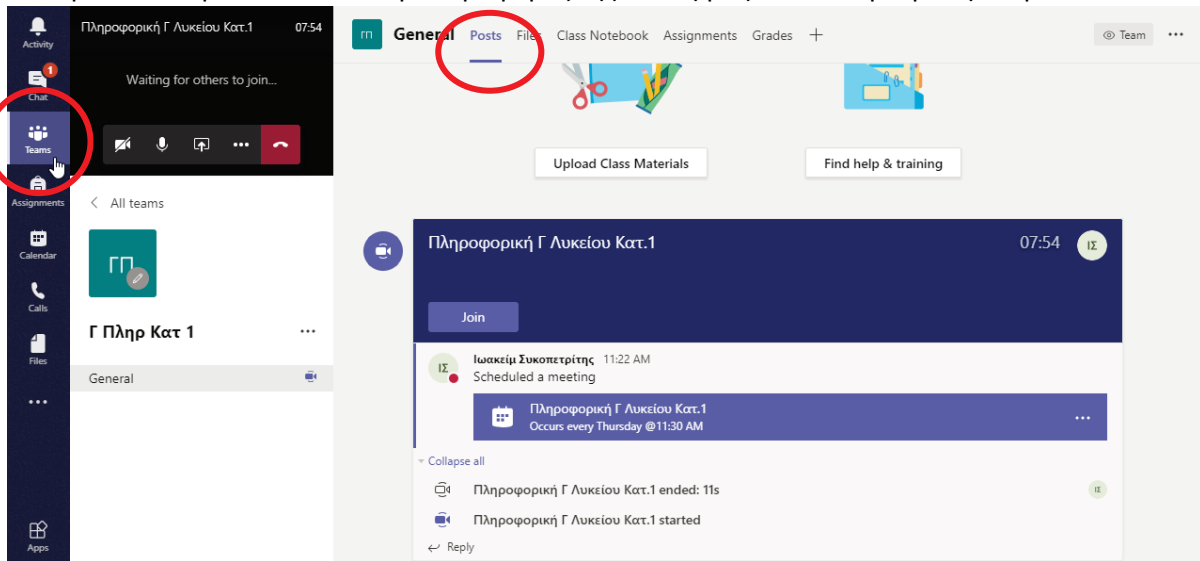 Activity
1
Chat
Teams
Assignments
Calendar
Calls
Files
Apps
Πληροφορική Γ Λυκείου Κατ.1 07:54
Waiting for others to join...
All teams
ΓΠ
Γ Πληρ Κατ 1
General
ΓΠ General Posts Files Class Notebook Assignments Grades + Team
Upload Class Materials Find help & training
Πληροφορική Γ Λυκείου Κατ.1 07:54 ΙΣ
Join
ΙΣ Ιωακείμ Συκοπετρίτης 11:22 AM
Scheduled a meeting
Πληροφορική Γ Λυκείου Κατ.1
Occurs every Thursday @11:30 AM
Collapse all
Πληροφορική Γ Λυκείου Κατ.1 ended: 11s ΙΣ
Πληροφορική Γ Λυκείου Κατ.1 started
Reply